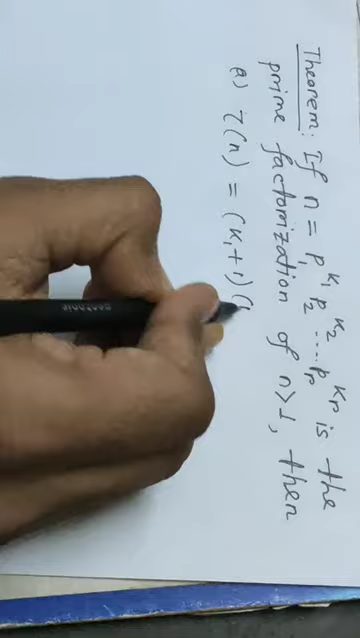 Theorem: If n = p₁^k₁ p₂^k₂ .... pᵣ^kᵣ is the
prime factorization of n>1, then
a) τ(n) = (k₁+1)(